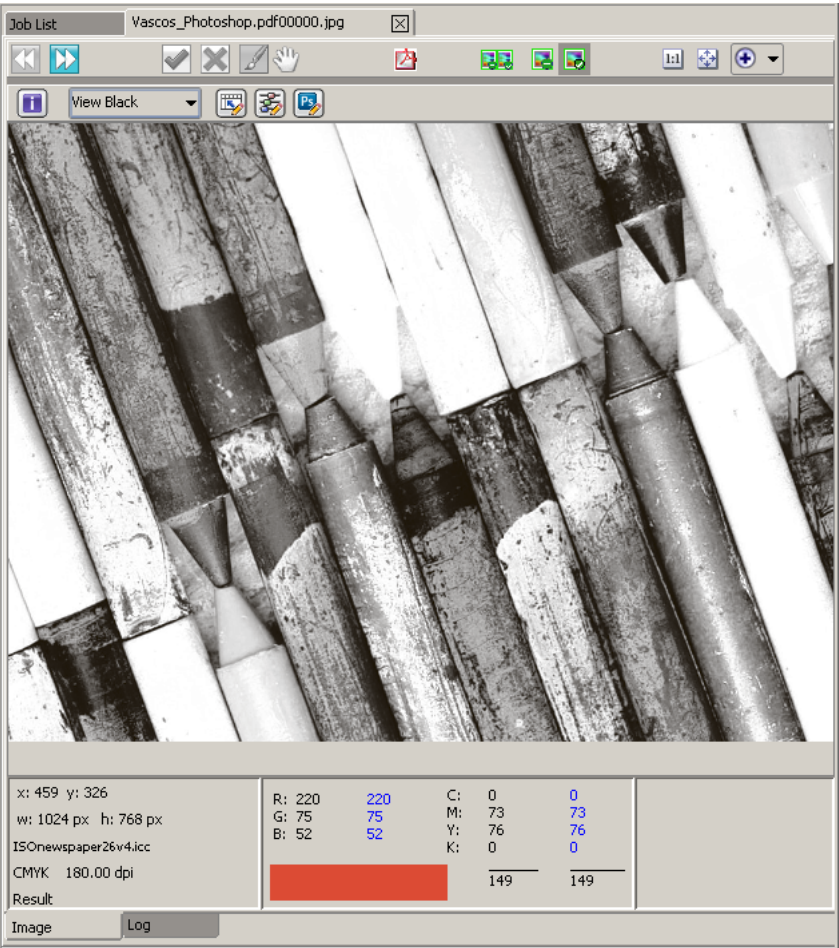 Job List
Vascos_Photoshop.pdf00000.jpg
1:1
i
View Black
Ps
x: 459 y: 326
w: 1024 px h: 768 px
ISOnewspaper26v4.icc
CMYK 180.00 dpi
Result
R: 220 220
G: 75 75
B: 52 52
C: 0 0
M: 73 73
Y: 76 76
K: 0 0
149 149
Image
Log